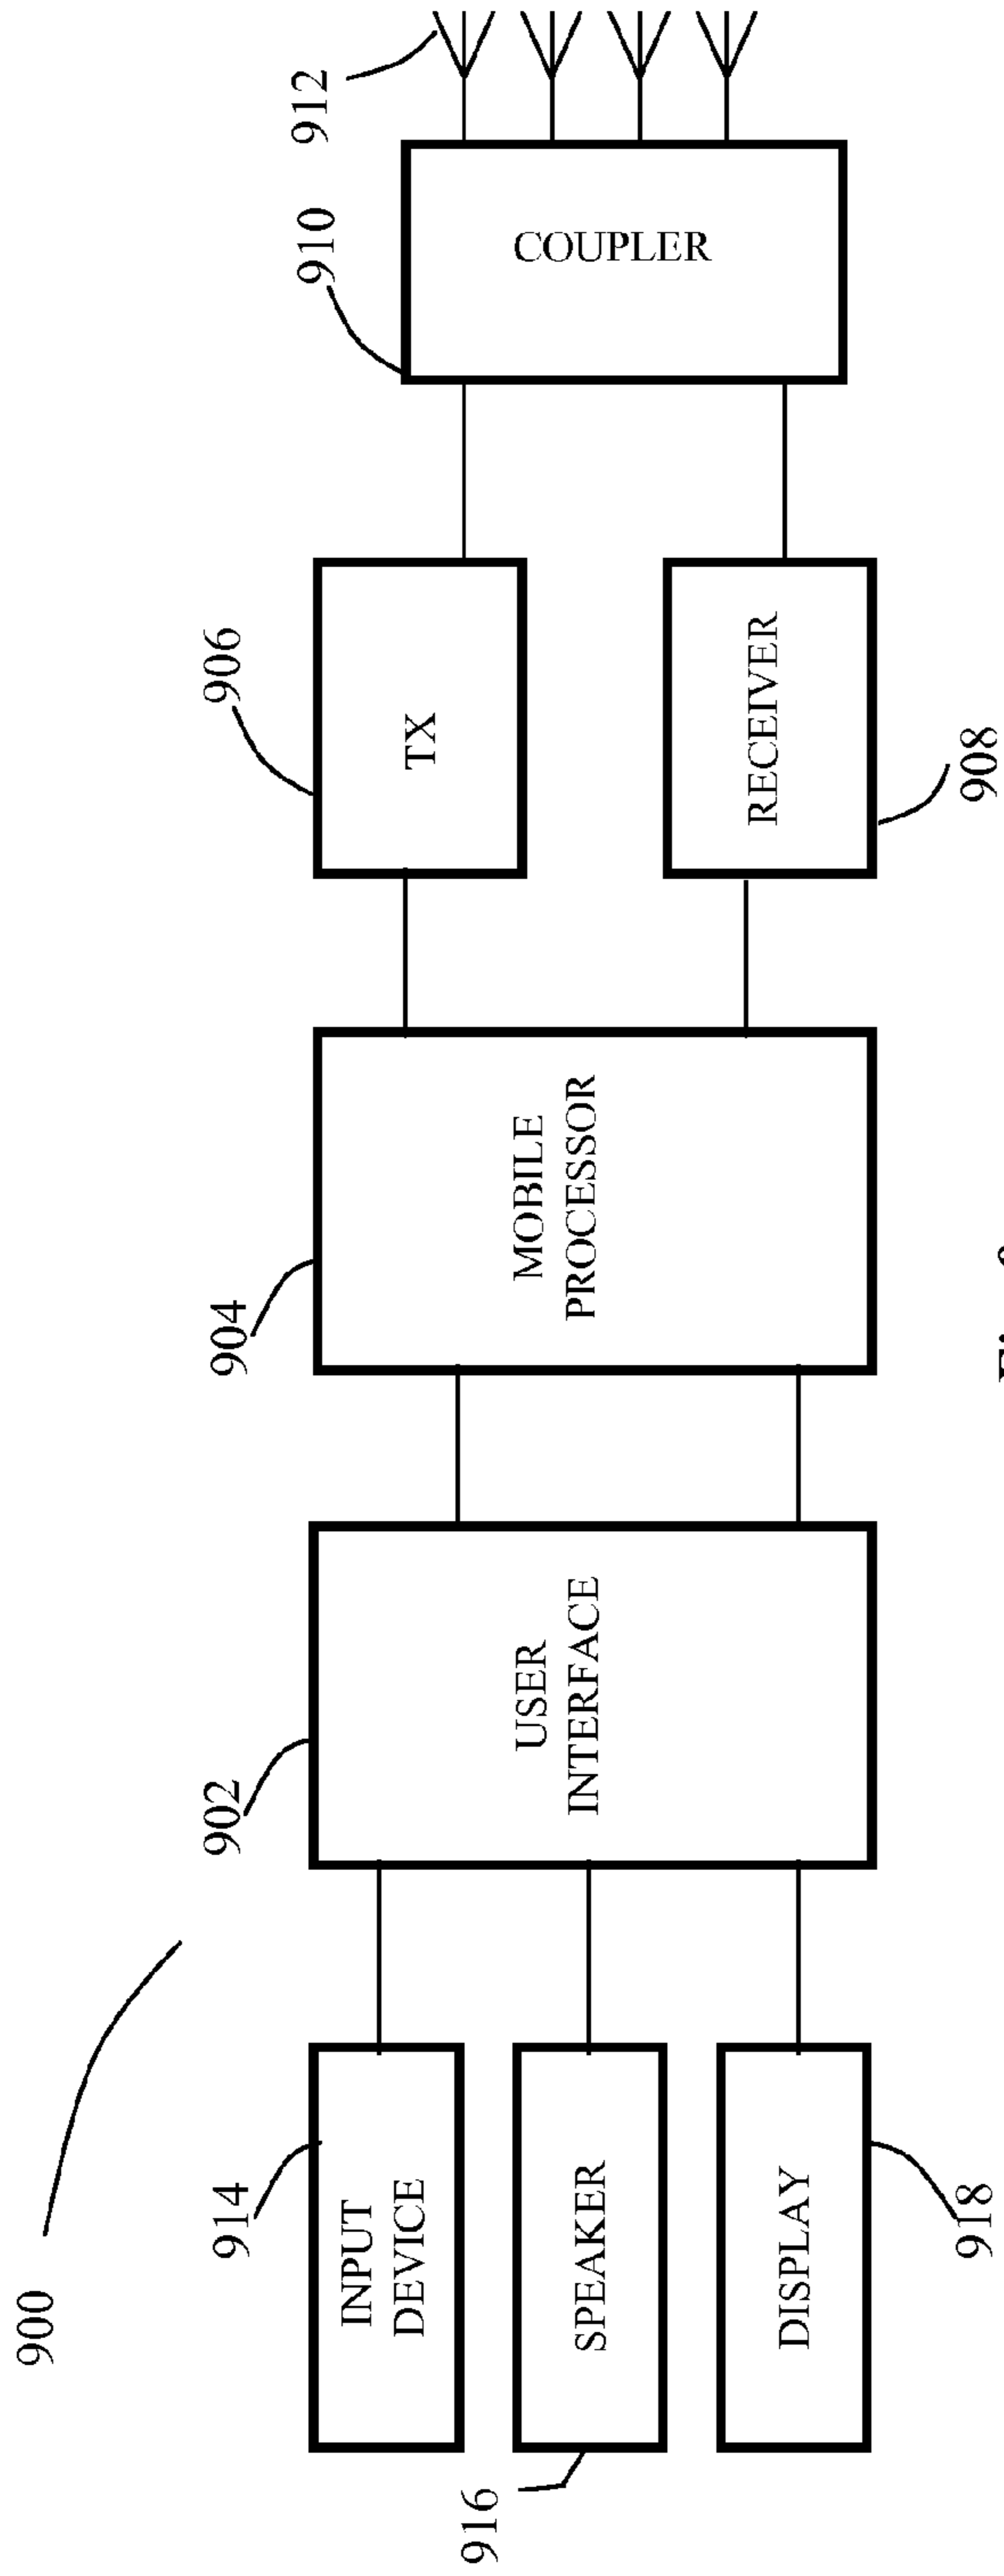 900
914
INPUT
DEVICE
916
SPEAKER
DISPLAY
918
902
USER
INTERFACE
904
MOBILE
PROCESSOR
906
TX
RECEIVER
908
910
COUPLER
912